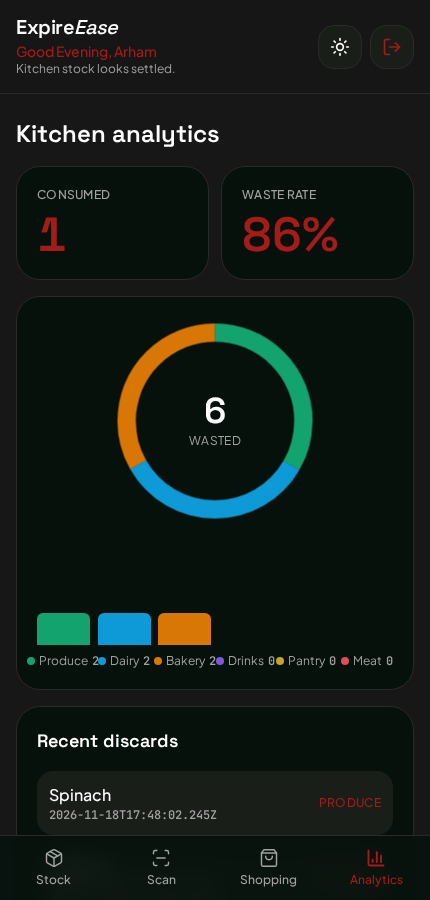 ExpireEase
Good Evening, Arham
Kitchen stock looks settled.
Kitchen analytics
CONSUMED
1
WASTE RATE
86%
6
WASTED
Produce 2 Dairy 2 Bakery 2 Drinks 0 Pantry 0 Meat 0
Recent discards
Spinach
2026-11-18T17:48:02.245Z
PRODUCE
Stock
Scan
Shopping
Analytics